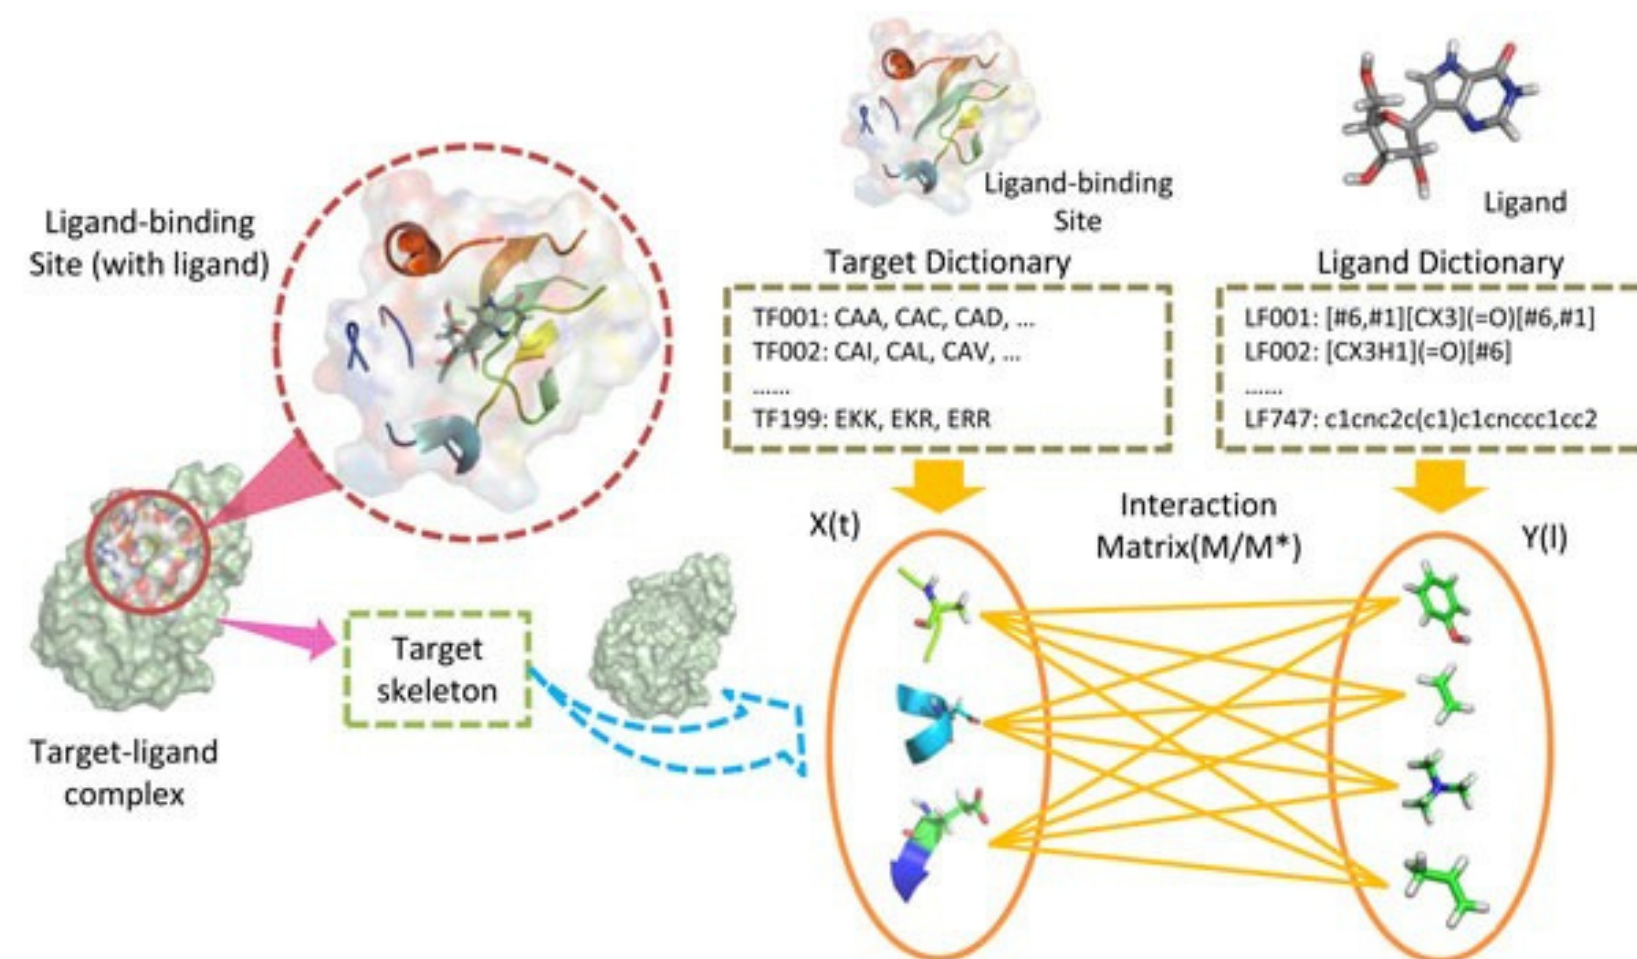 Ligand-binding
Site (with ligand)
Target-ligand
complex
Target
skeleton
Ligand-binding
Site
Target Dictionary
TF001: CAA, CAC, CAD, ...
TF002: CAI, CAL, CAV, ...
......
TF199: EKK, EKR, ERR
Ligand
Ligand Dictionary
LF001: [#6,#1][CX3](=O)[#6,#1]
LF002: [CX3H1](=O)[#6]
......
LF747: c1cnc2c(c1)c1cnccc1cc2
X(t)
Interaction
Matrix(M/M*)
Y(l)